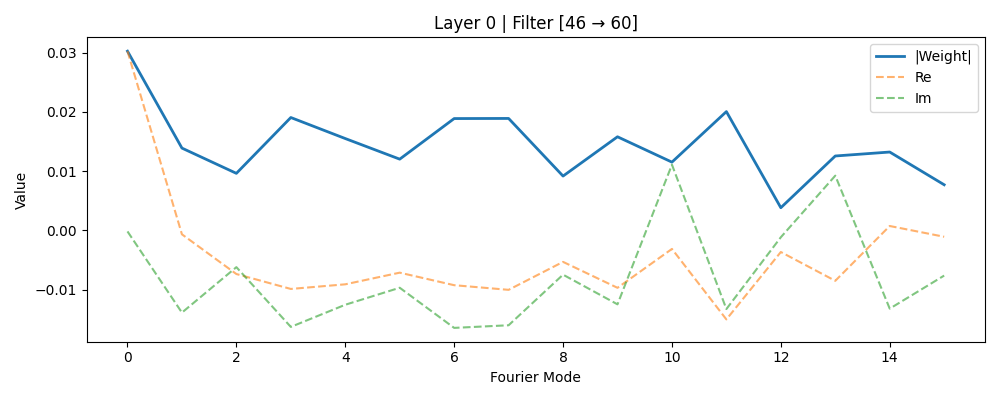 Layer 0 | Filter [46 → 60]
0.03
0.02
0.01
0.00
−0.01
Value
|Weight|
Re
Im
0 2 4 6 8 10 12 14
Fourier Mode